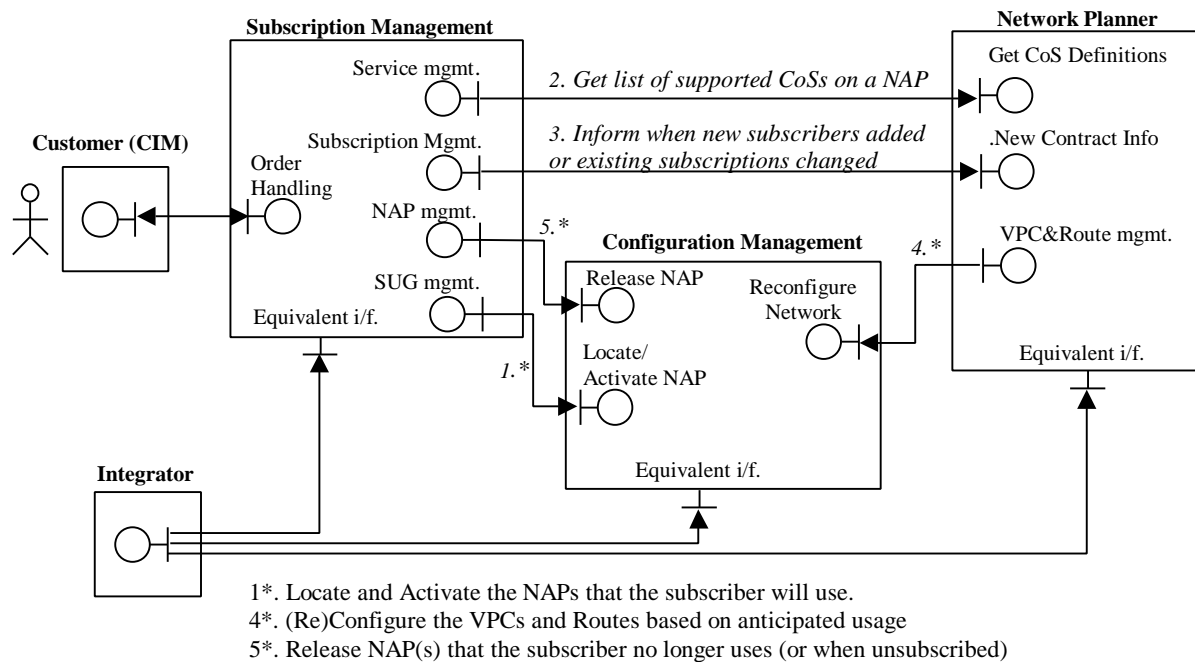 Subscription Management
Network Planner
Service mgmt.
Get CoS Definitions
2. Get list of supported CoSs on a NAP
Customer (CIM)
Order
Handling
Subscription Mgmt.
3. Inform when new subscribers added
or existing subscriptions changed
.New Contract Info
NAP mgmt.
5.*
Configuration Management
4.*
VPC&Route mgmt.
SUG mgmt.
Release NAP
Reconfigure
Network
Equivalent i/f.
1.*
Locate/
Activate NAP
Equivalent i/f.
Integrator
Equivalent i/f.
1*. Locate and Activate the NAPs that the subscriber will use.
4*. (Re)Configure the VPCs and Routes based on anticipated usage
5*. Release NAP(s) that the subscriber no longer uses (or when unsubscribed)